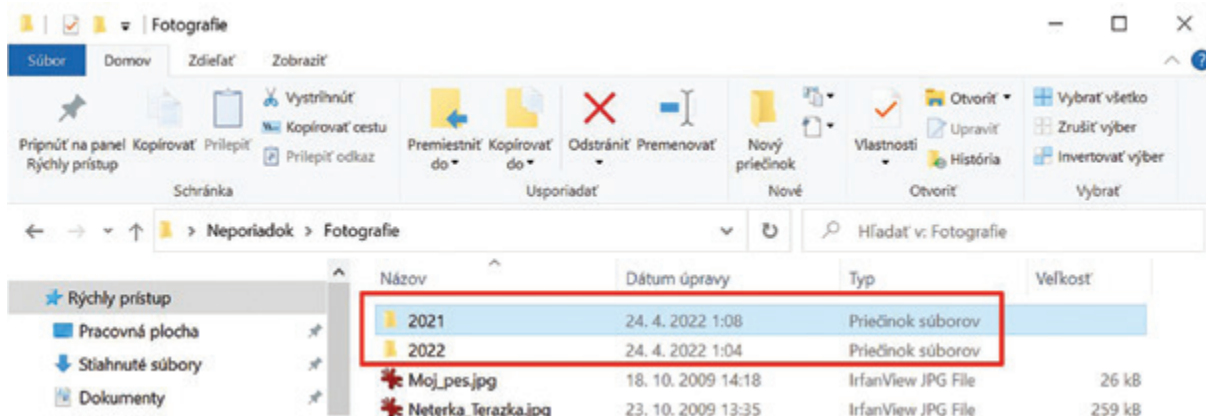 Fotografie
Súbor Domov Zdieľať Zobraziť
Pripnúť na panel Rýchly prístup
Kopírovať
Prilepiť
Vystrihnúť
Kopírovať cestu
Prilepiť odkaz
Schránka
Premiestniť do
Kopírovať do
Odstrániť
Premenovať
Usporiadať
Nový priečinok
Nové
Vlastnosti
Otvoriť
Upraviť
História
Otvoriť
Vybrať všetko
Zrušiť výber
Invertovať výber
Vybrať
Neporiadok > Fotografie
Hľadať v: Fotografie
Rýchly prístup
Pracovná plocha
Stiahnuté súbory
Dokumenty
Názov Dátum úpravy Typ Veľkosť
2021 24. 4. 2022 1:08 Priečinok súborov
2022 24. 4. 2022 1:04 Priečinok súborov
Moj_pes.jpg 18. 10. 2009 14:18 IrfanView JPG File 26 kB
Neterka_Terazka.jpg 23. 10. 2009 13:35 IrfanView JPG File 259 kB